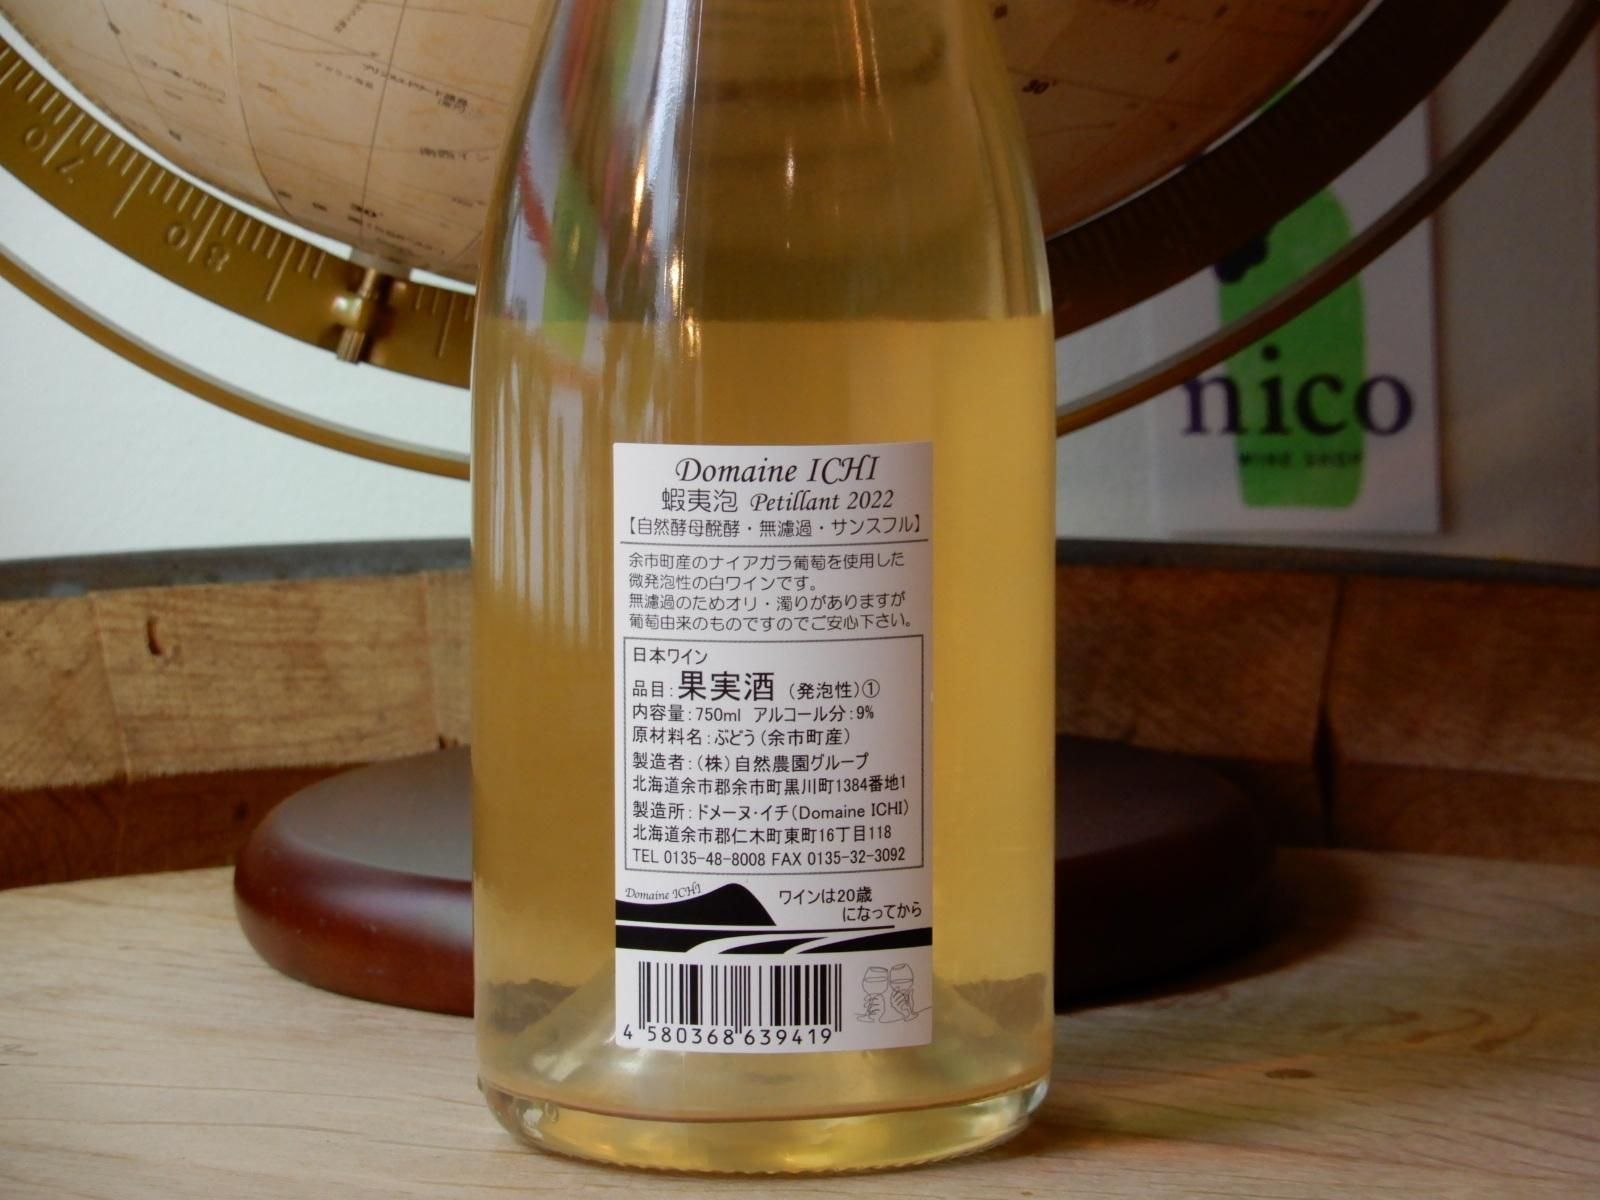 7 0
8 0
30°
30°
nico
WINE SHOP
Domaine ICHI
蝦夷泡 Petillant 2022
【自然酵母醗酵・無濾過・サンスフル】
余市町産のナイアガラ葡萄を使用した
微発泡性の白ワインです。
無濾過のためオリ・濁りがありますが
葡萄由来のものですのでご安心下さい。
日本ワイン
品目:果実酒 (発泡性)①
内容量:750ml アルコール分:9%
原材料名:ぶどう(余市町産)
製造者:(株)自然農園グループ
北海道余市郡余市町黒川町1384番地1
製造所:ドメーヌ・イチ(Domaine ICHI)
北海道余市郡仁木町東町16丁目118
TEL 0135-48-8008 FAX 0135-32-3092
Domaine ICHI
ワインは20歳
になってから
4 580368 639419